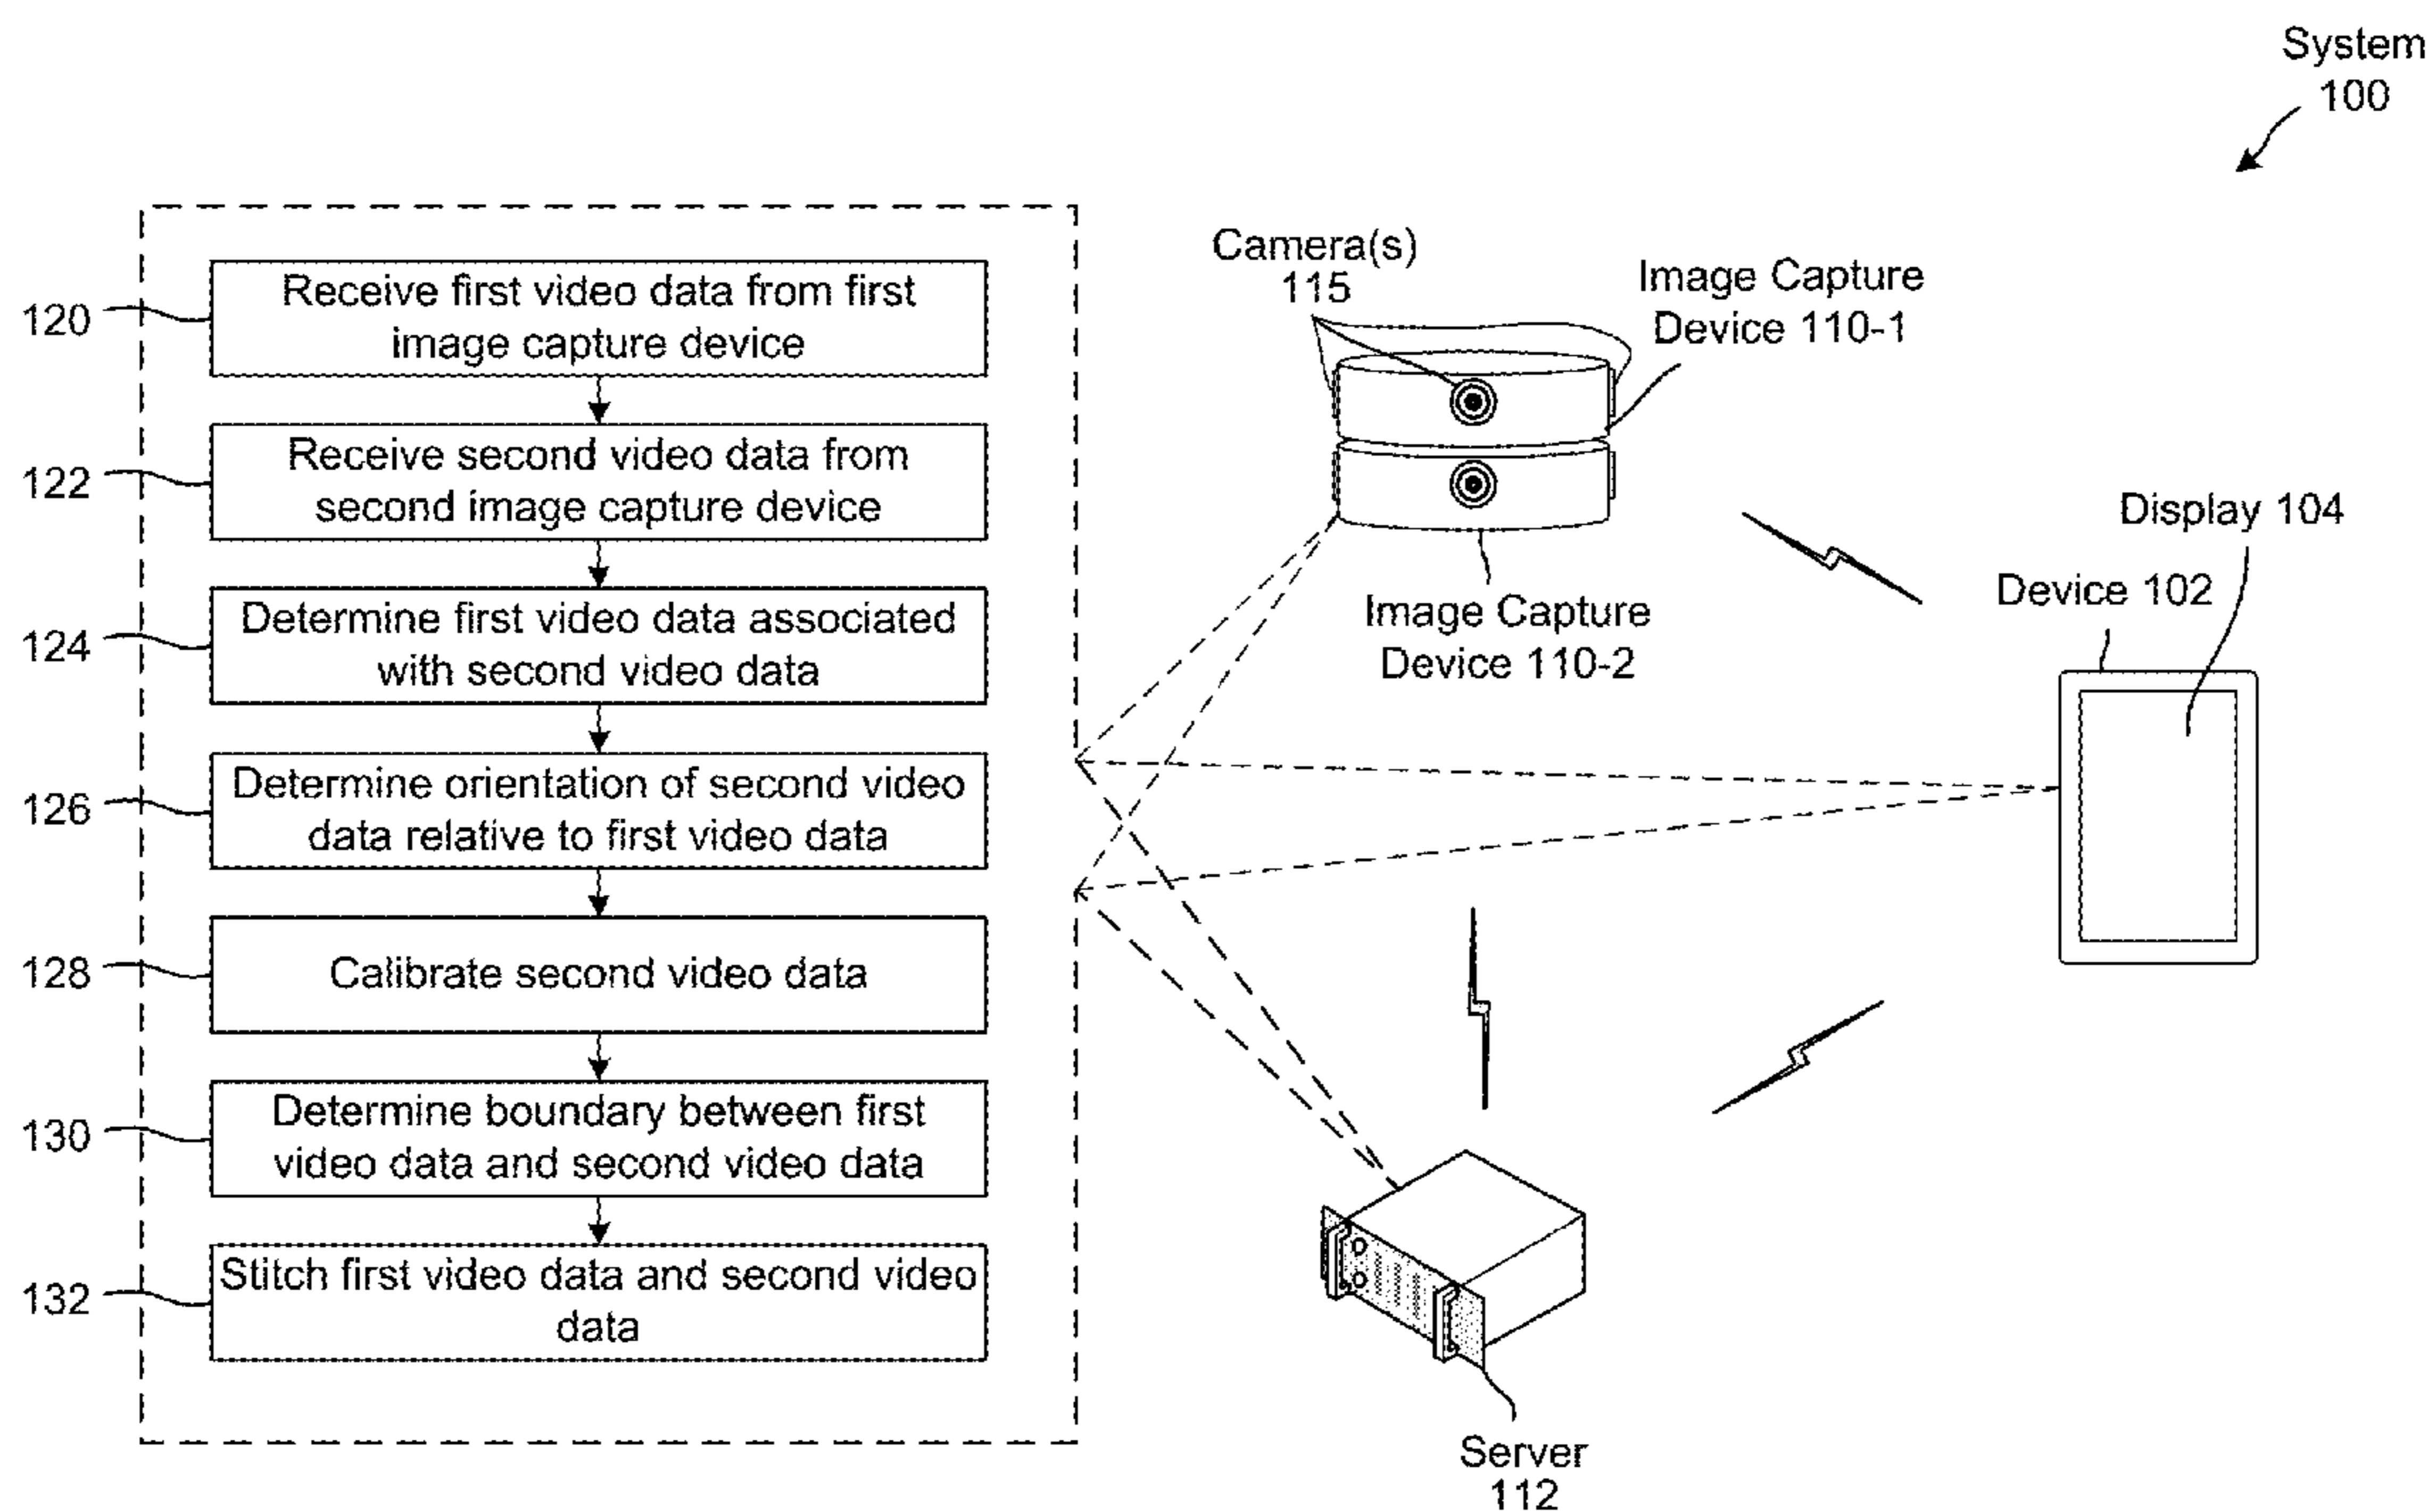 System
100
120
Receive first video data from first
image capture device
122
Receive second video data from
second image capture device
124
Determine first video data associated
with second video data
126
Determine orientation of second video
data relative to first video data
128
Calibrate second video data
130
Determine boundary between first
video data and second video data
132
Stitch first video data and second video
data
Camera(s)
115
Image Capture
Device 110-1
Image Capture
Device 110-2
Display 104
Device 102
Server
112